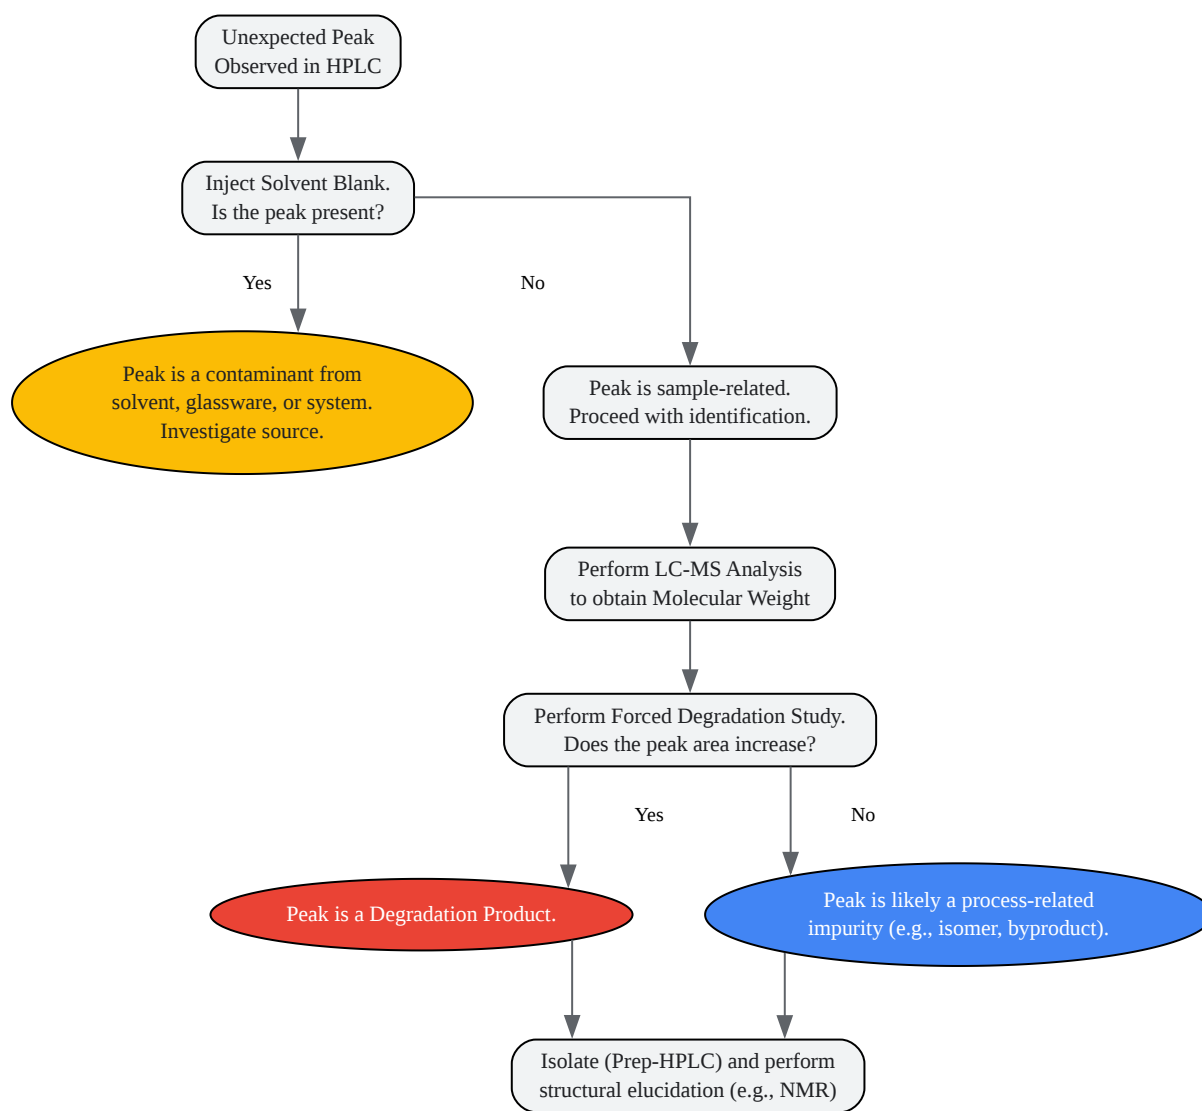 Unexpected Peak
Observed in HPLC
Inject Solvent Blank.
Is the peak present?
Yes
No
Peak is a contaminant from
solvent, glassware, or system.
Investigate source.
Peak is sample-related.
Proceed with identification.
Perform LC-MS Analysis
to obtain Molecular Weight
Perform Forced Degradation Study.
Does the peak area increase?
Yes
No
Peak is a Degradation Product.
Peak is likely a process-related
impurity (e.g., isomer, byproduct).
Isolate (Prep-HPLC) and perform
structural elucidation (e.g., NMR)